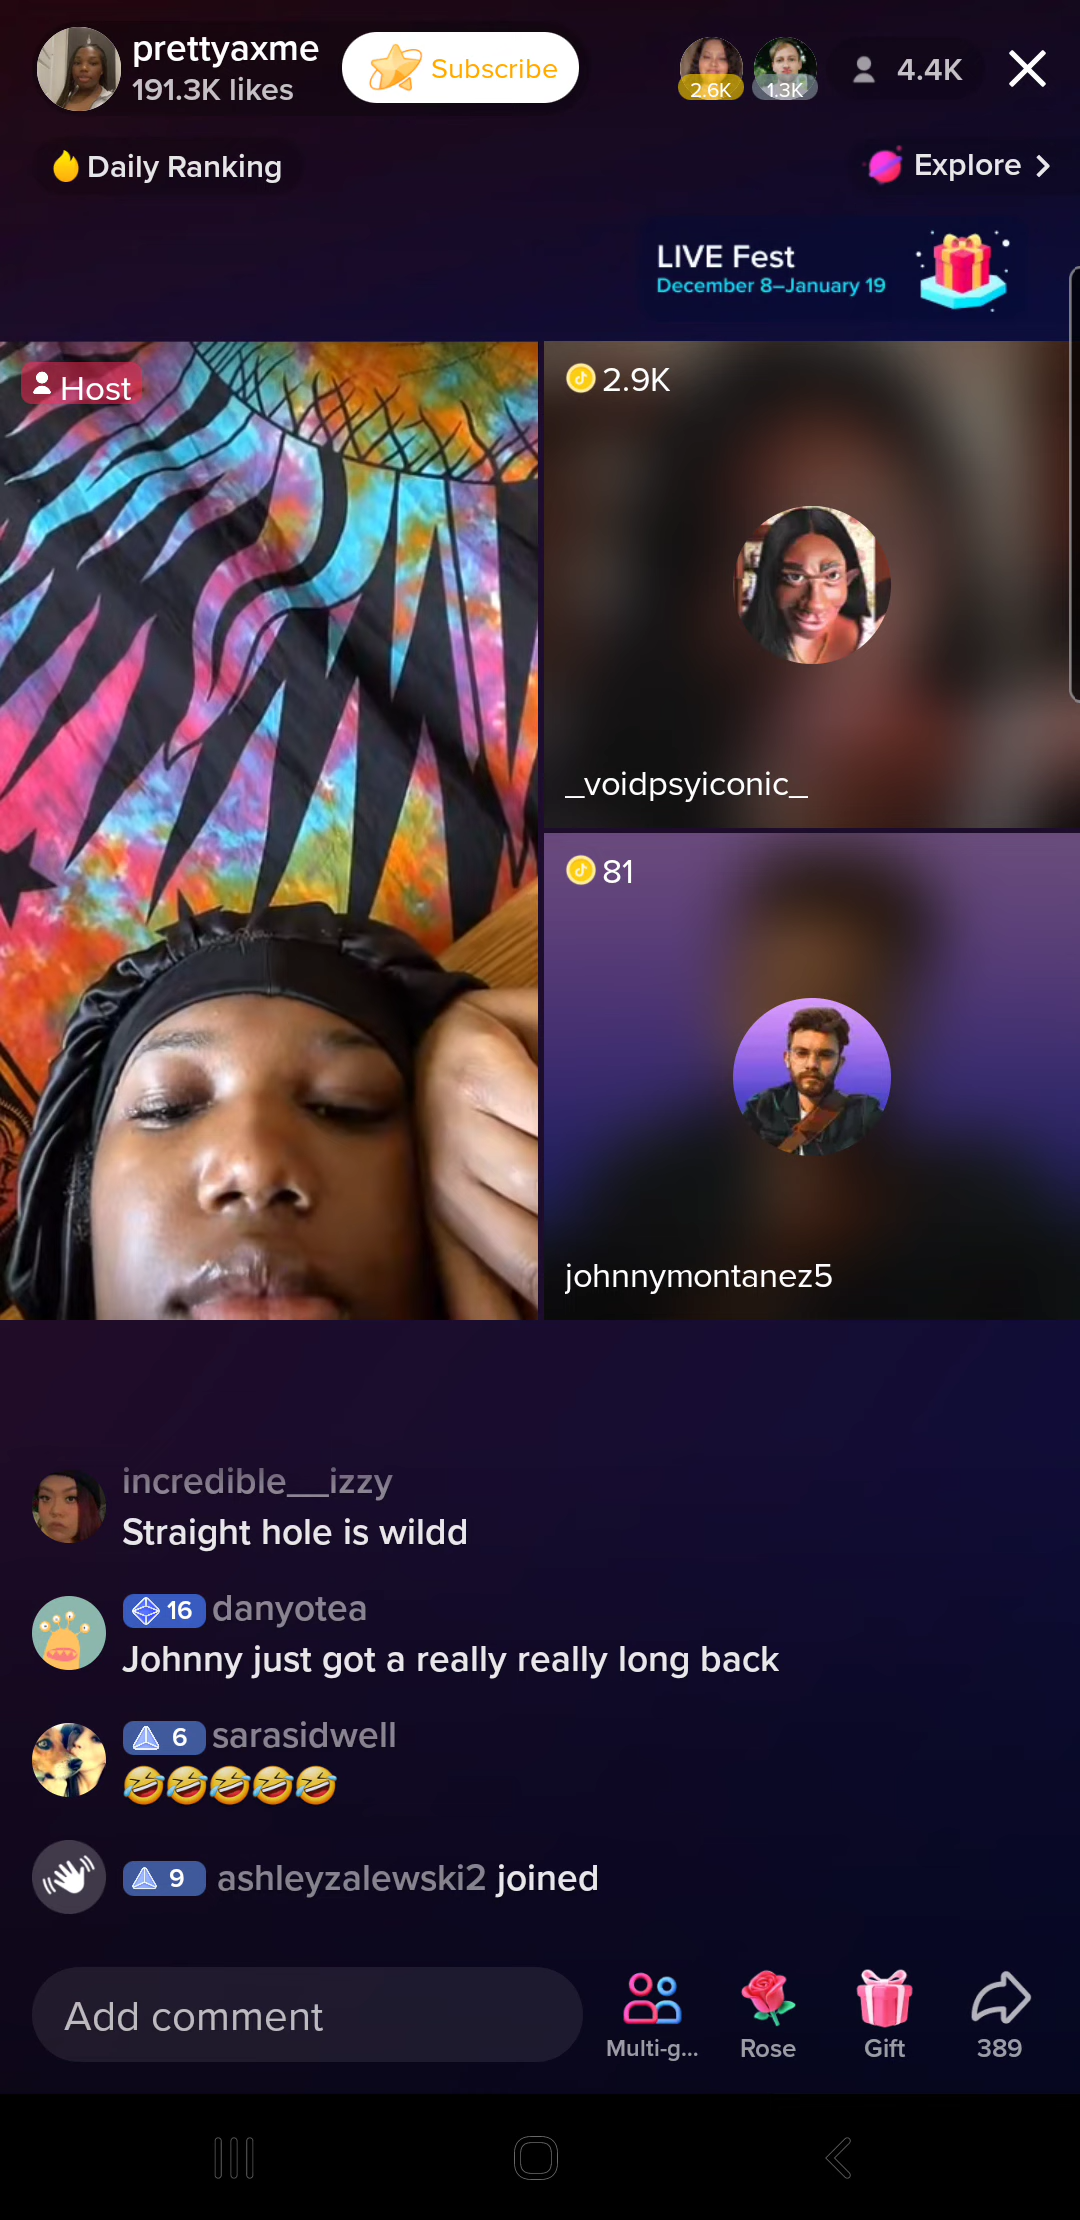 prettyaxme
191.3K likes
Subscribe
2.6K
1.3K
4.4K
Daily Ranking
Explore
LIVE Fest
December 8–January 19
Host
2.9K
_voidpsyiconic_
81
johnnymontanez5
incredible__izzy
Straight hole is wildd
16 danyotea
Johnny just got a really really long back
6 sarasidwell
🤣🤣🤣🤣🤣
9 ashleyzalewski2 joined
Add comment
Multi-g...
Rose
Gift
389